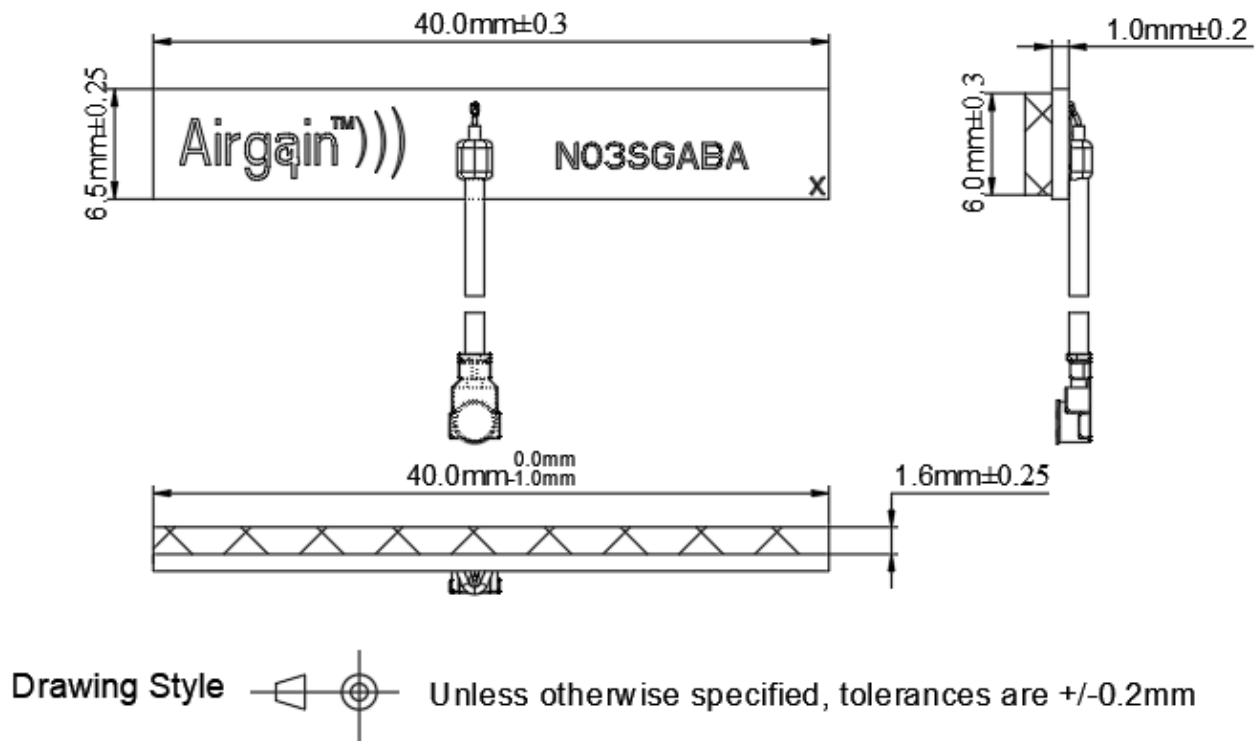 40.0mm±0.3
1.0mm±0.2
6.5mm±0.25
Airgain™)))
N03SGABA
X
6.0mm±0.3
40.0mm 0.0mm
-1.0mm
1.6mm±0.25
Drawing Style
Unless otherwise specified, tolerances are +/-0.2mm